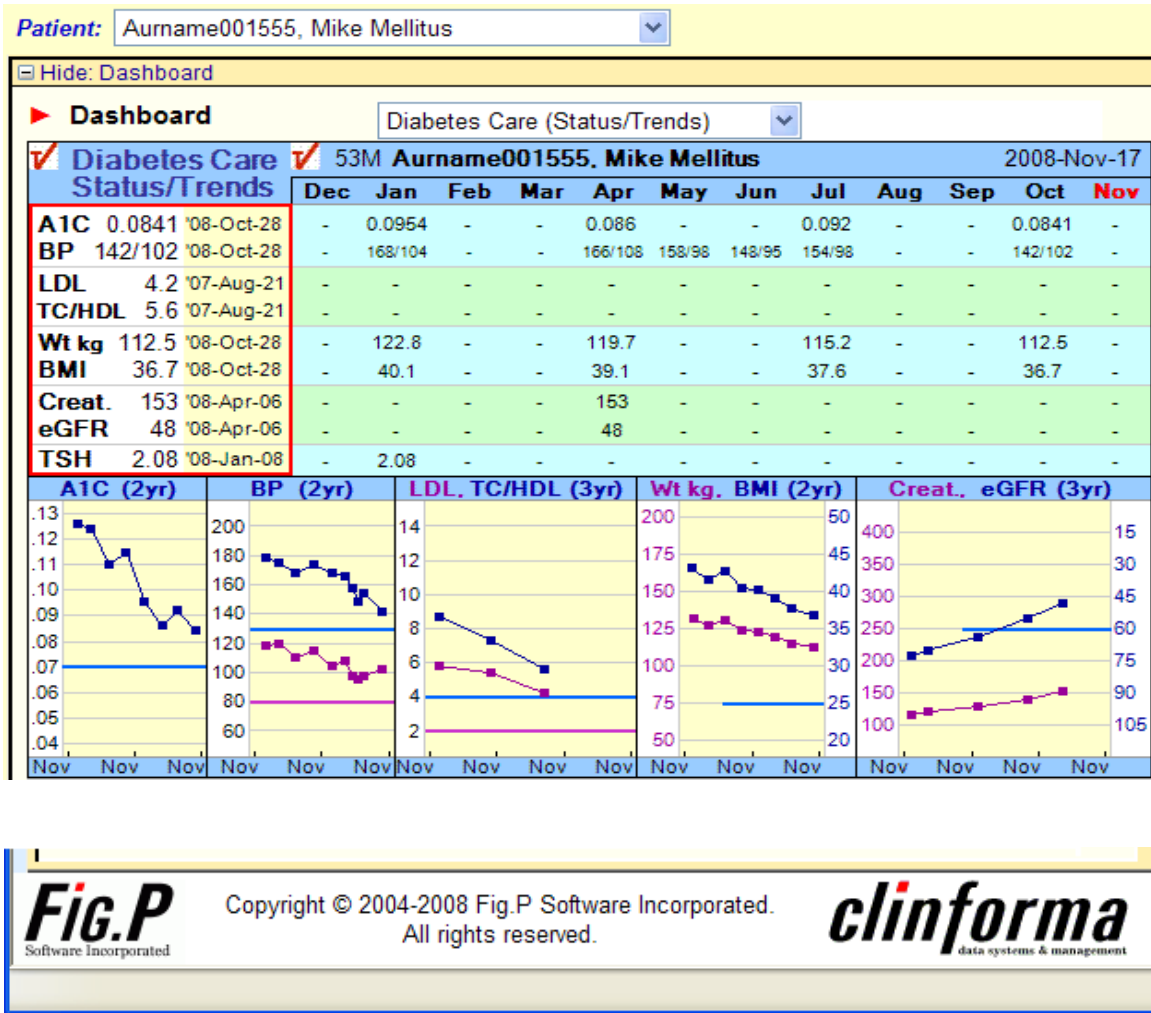 Patient: Aurname001555, Mike Mellitus
Hide: Dashboard
Dashboard Diabetes Care (Status/Trends)
Diabetes Care 53M Aurname001555, Mike Mellitus 2008-Nov-17
Status/Trends Dec Jan Feb Mar Apr May Jun Jul Aug Sep Oct Nov
A1C 0.0841 '08-Oct-28 - 0.0954 - - 0.086 - - 0.092 - - 0.0841 -
BP 142/102 '08-Oct-28 - 168/104 - - 166/108 158/98 148/95 154/98 - - 142/102 -
LDL 4.2 '07-Aug-21 - - - - - - - - - - - -
TC/HDL 5.6 '07-Aug-21 - - - - - - - - - - - -
Wt kg 112.5 '08-Oct-28 - 122.8 - - 119.7 - - 115.2 - - 112.5 -
BMI 36.7 '08-Oct-28 - 40.1 - - 39.1 - - 37.6 - - 36.7 -
Creat. 153 '08-Apr-06 - - - - 153 - - - - - - -
eGFR 48 '08-Apr-06 - - - - 48 - - - - - - -
TSH 2.08 '08-Jan-08 - 2.08 - - - - - - - - - -
A1C (2yr) BP (2yr) LDL, TC/HDL (3yr) Wt kg, BMI (2yr) Creat., eGFR (3yr)
.13 200 14 200 50 400 15
.12 180 12 175 45 350 30
.11 160 10 150 40 300 45
.10 140 8 125 35 250 60
.09 120 6 100 30 200 75
.08 100 4 75 25 150 90
.07 80 2 50 20 100 105
.06 60
.05
.04
Nov Nov Nov Nov Nov Nov Nov Nov Nov Nov Nov Nov Nov Nov Nov Nov Nov
Fig.P
Software Incorporated
Copyright © 2004-2008 Fig.P Software Incorporated.
All rights reserved.
clinforma
data systems & management